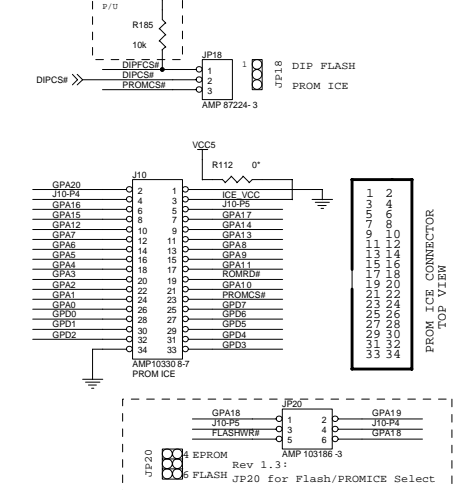 P/U
R185
10k
JP18
DIPFCS#
DIPCS#
DIPCS#
PROMCS#
1
2
3
AMP 87224- 3
1
JP18
DIP FLASH
PROM ICE
VCC5
R112 0*
J10
GPA20 2 1
J10-P4 4 3 ICE_VCC
GPA16 6 5 J10-P5
GPA15 8 7 GPA17
GPA12 10 9 GPA14
GPA7 12 11 GPA13
GPA6 14 13 GPA8
GPA5 16 15 GPA9
GPA4 18 17 GPA11
GPA3 20 19 ROMRD#
GPA2 22 21 GPA10
GPA1 24 23 PROMCS#
GPA0 26 25 GPD7
GPD0 28 27 GPD6
GPD1 30 29 GPD5
GPD2 32 31 GPD4
34 33 GPD3
AMP10330 8-7
PROM ICE
1 2
3 4
5 6
7 8
9 10
11 12
13 14
15 16
17 18
19 20
21 22
23 24
25 26
27 28
29 30
31 32
33 34
PROM ICE CONNECTOR
TOP VIEW
JP20
GPA18 1 2 GPA19
J10-P5 3 4 J10-P4
FLASHWR# 5 6 GPA18
AMP 103186 -3
JP20
4 EPROM
6 FLASH
Rev 1.3:
JP20 for Flash/PROMICE Select